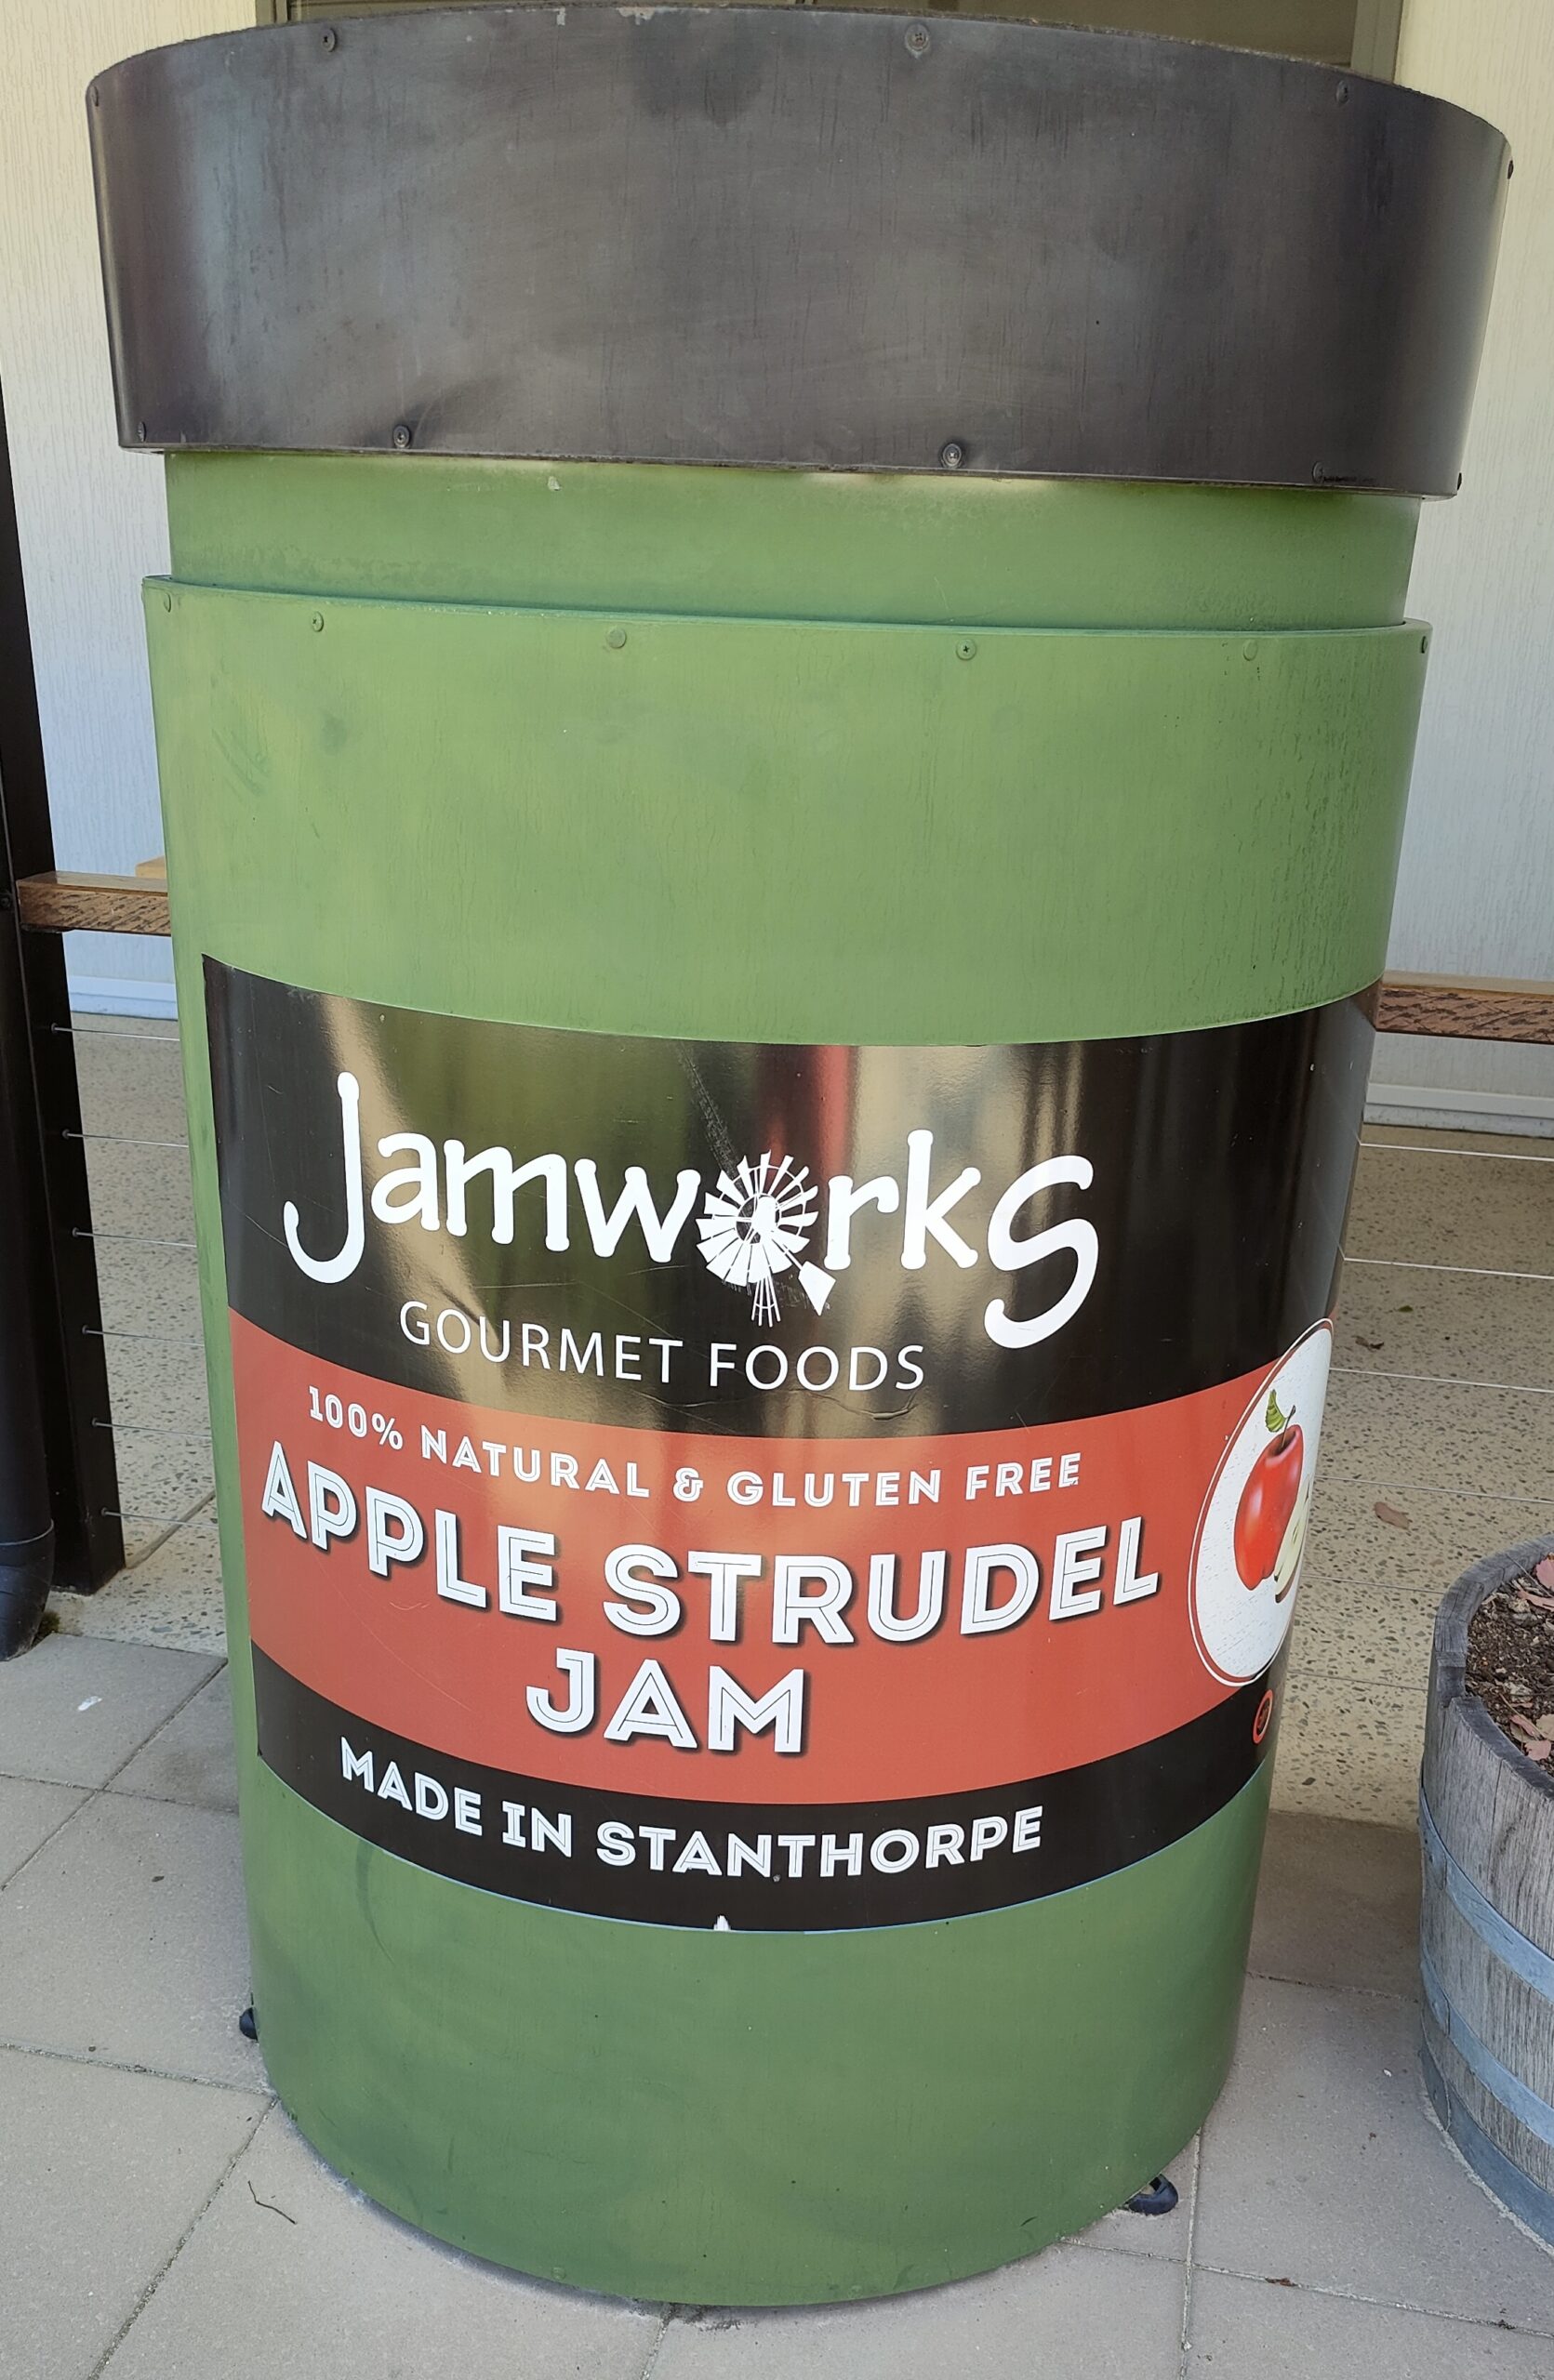 Jamworks
GOURMET FOODS
100% NATURAL & GLUTEN FREE
APPLE STRUDEL
JAM
MADE IN STANTHORPE